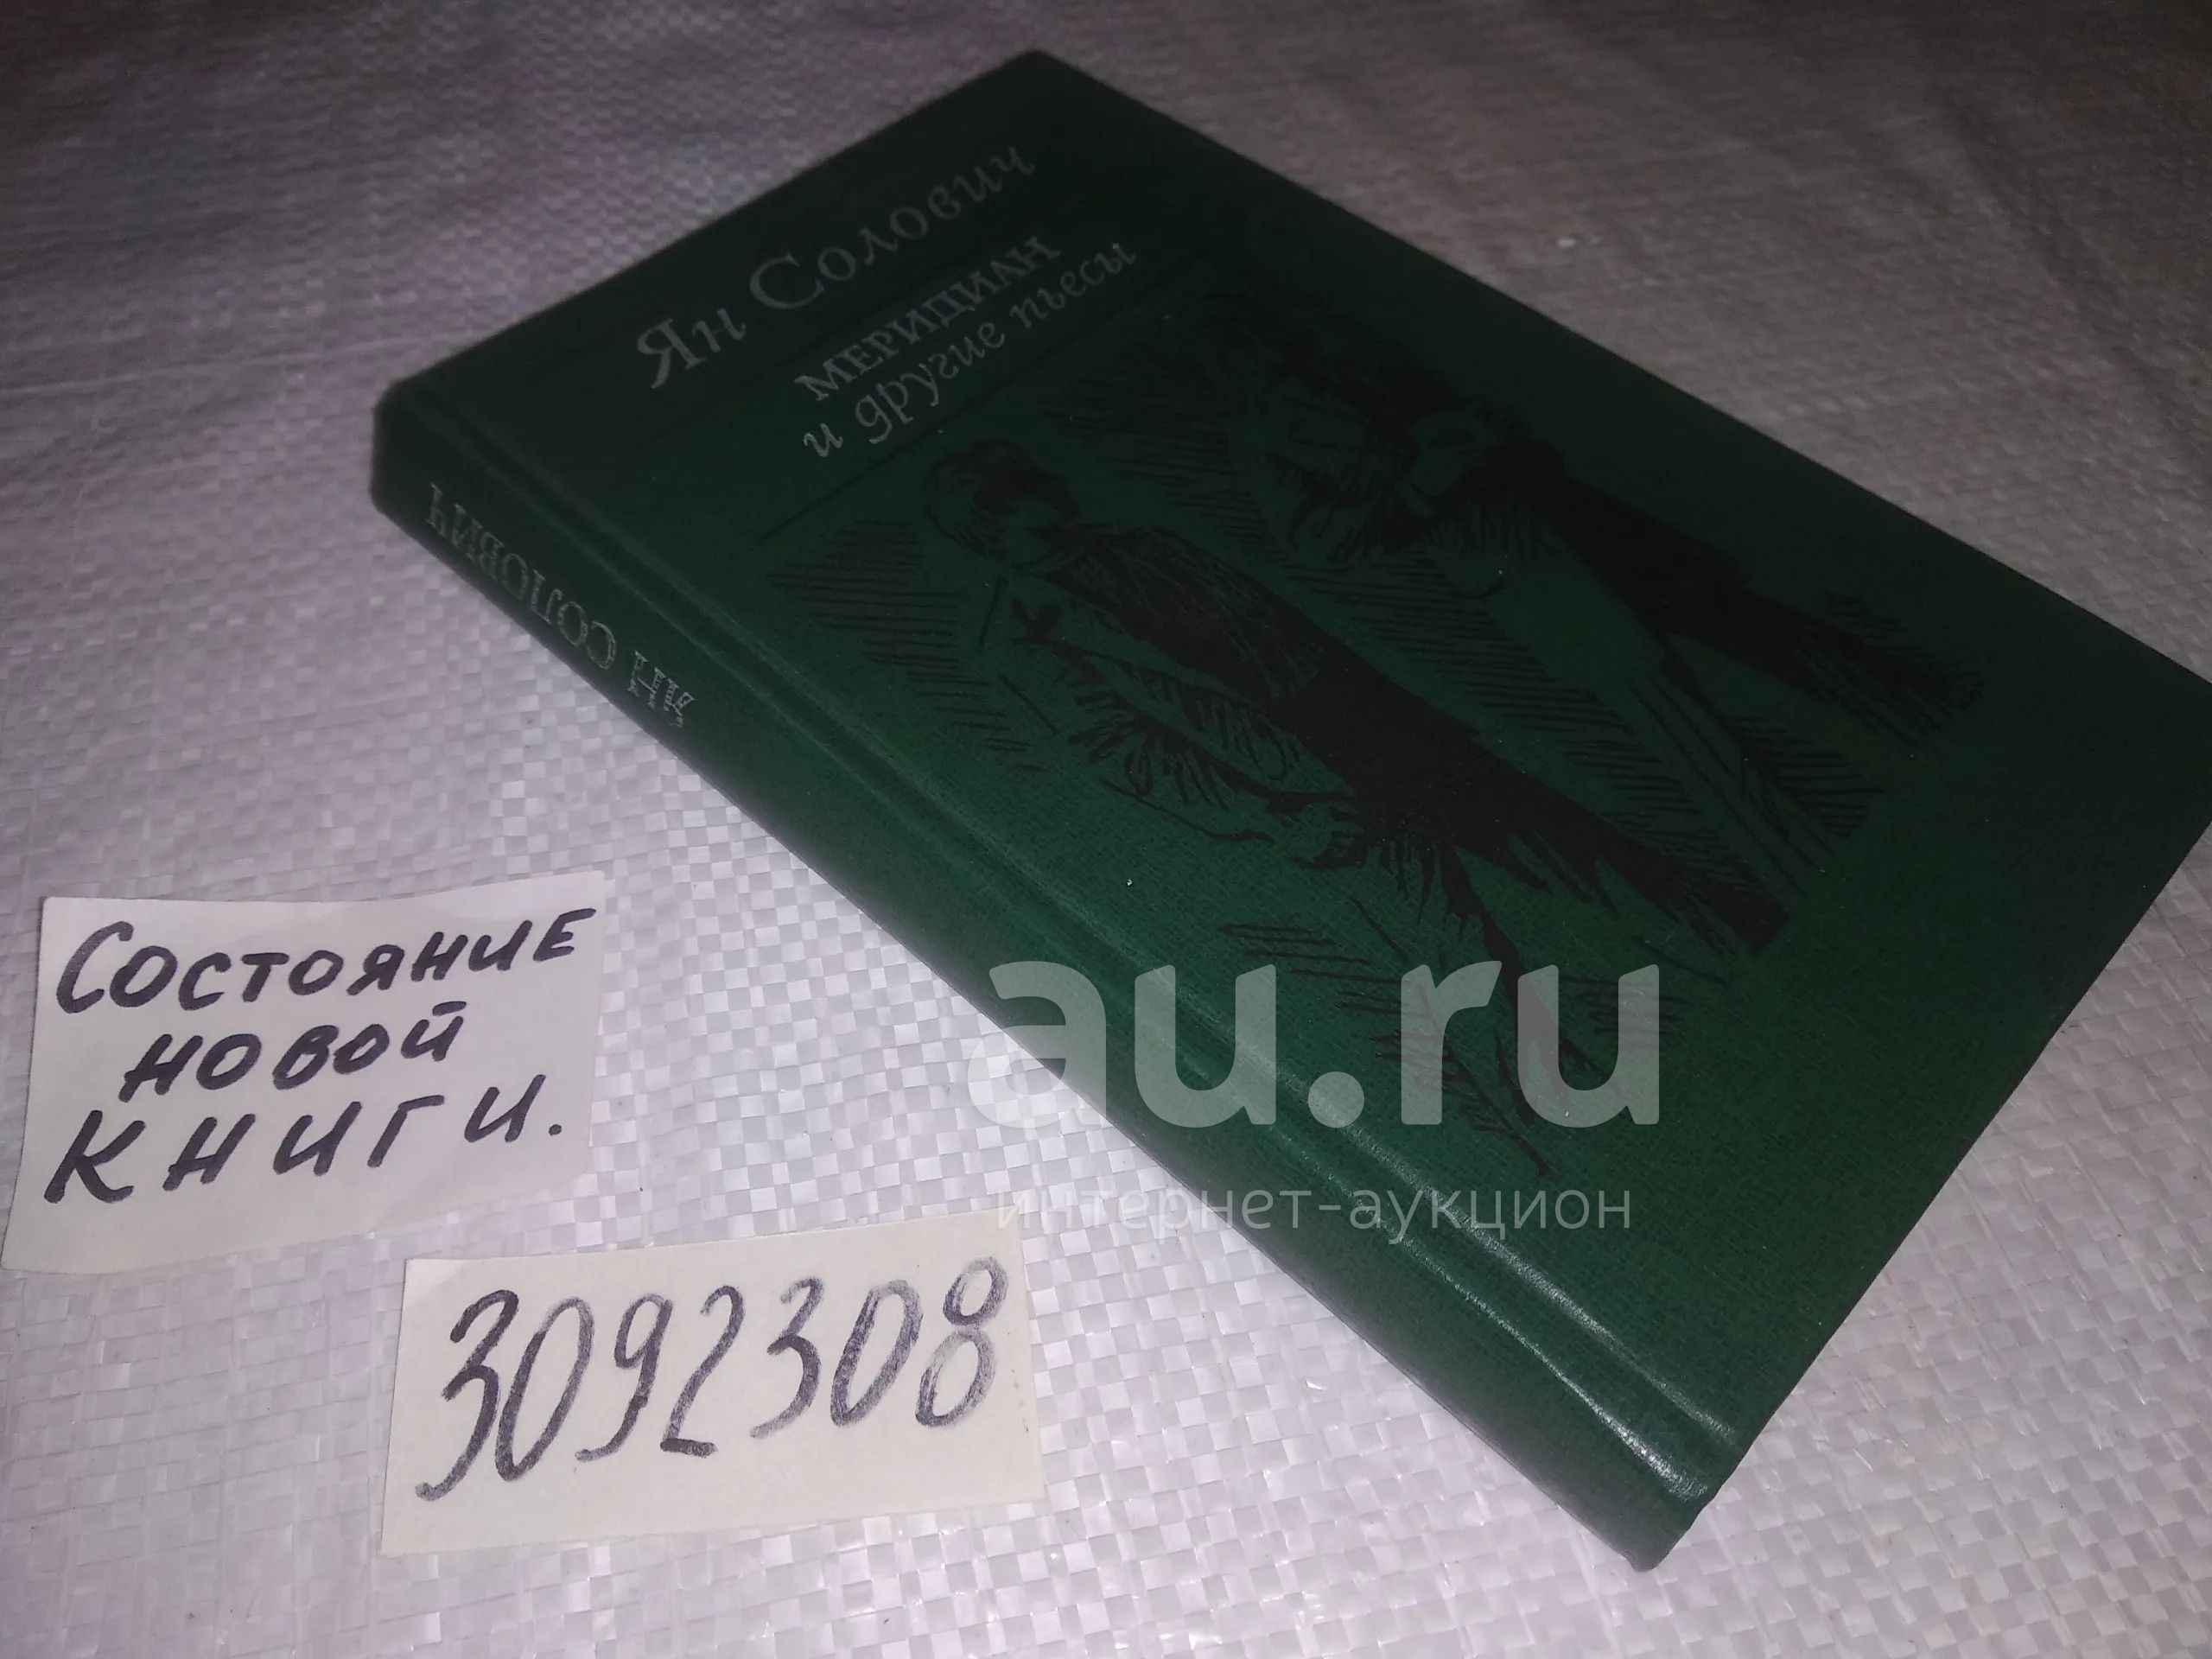 Ян Солович
МЕРИДИАН
и другие пьесы
ЯН СОЛОВИЧ
Состояние
новой
книги.
3092308
au.ru
интернет-аукцион